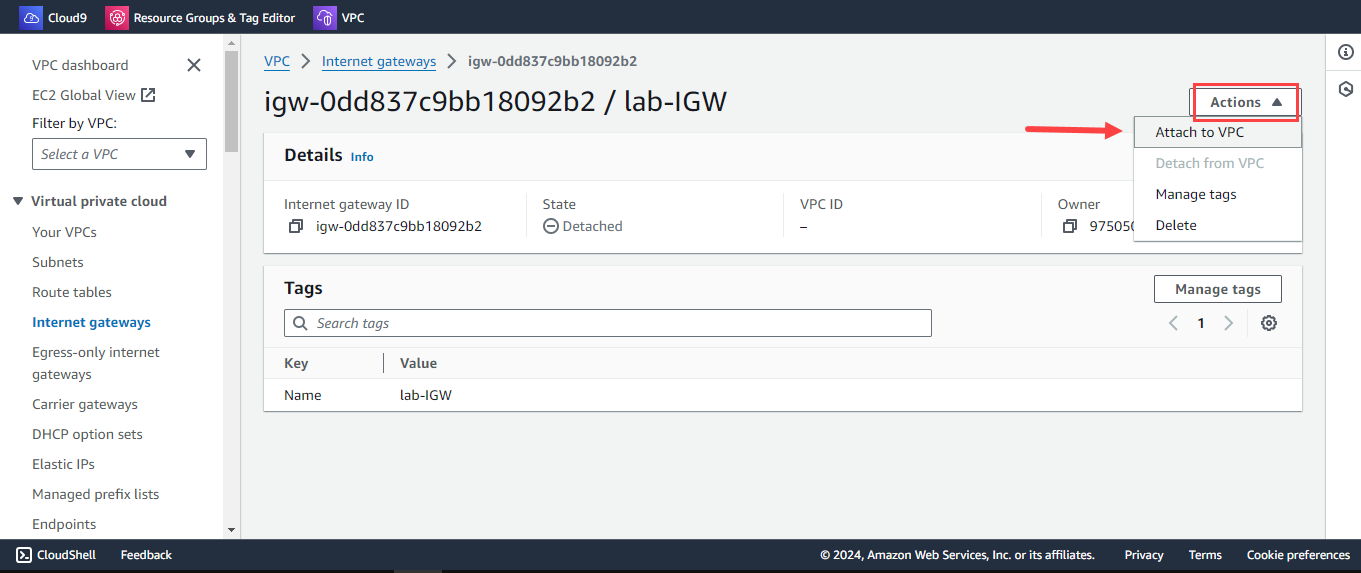 Cloud9 Resource Groups & Tag Editor VPC
VPC dashboard
EC2 Global View
Filter by VPC:
Select a VPC
Virtual private cloud
Your VPCs
Subnets
Route tables
Internet gateways
Egress-only internet
gateways
Carrier gateways
DHCP option sets
Elastic IPs
Managed prefix lists
Endpoints
VPC Internet gateways igw-0dd837c9bb18092b2
igw-0dd837c9bb18092b2 / lab-IGW
Actions
Attach to VPC
Detach from VPC
Manage tags
Delete
Details Info
Internet gateway ID
igw-0dd837c9bb18092b2
State
Detached
VPC ID
–
Owner
97505
Tags
Manage tags
Search tags
1
Key Value
Name lab-IGW
CloudShell Feedback © 2024, Amazon Web Services, Inc. or its affiliates. Privacy Terms Cookie preferences